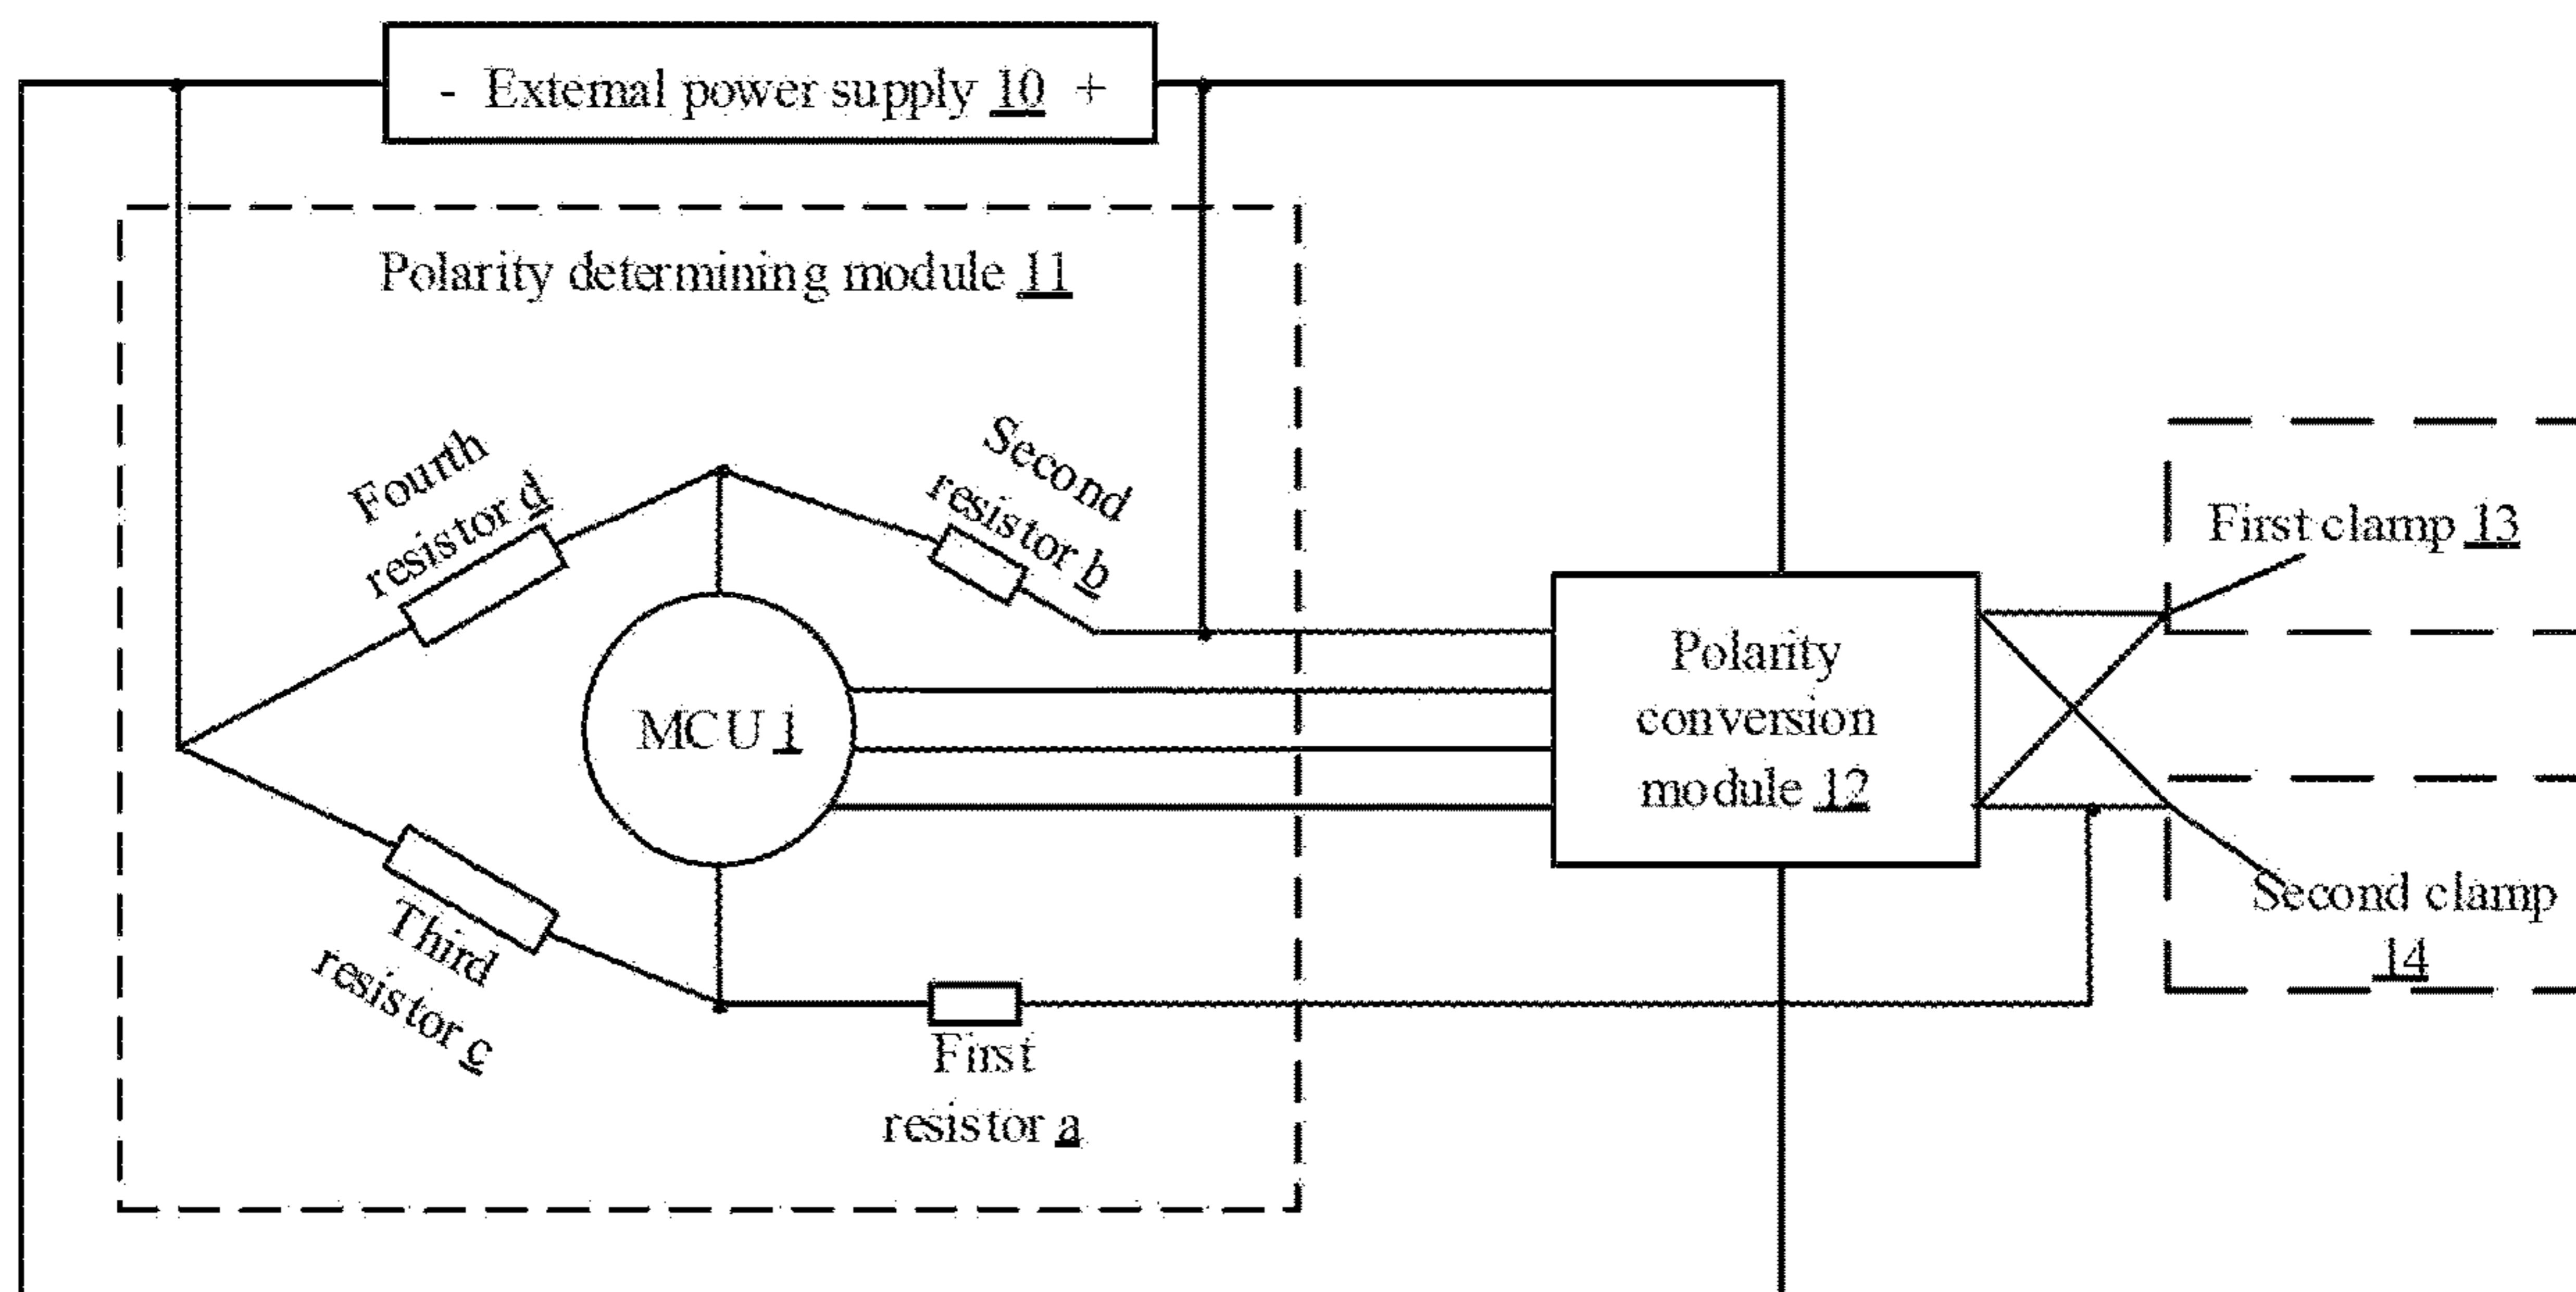 - External power supply 10 +
Polarity determining module 11
Fourth
resistor d
Second
resistor b
First clamp 13
MCU 1
Polarity
conversion
module 12
Second clamp
14
Third
resistor c
First
resistor a